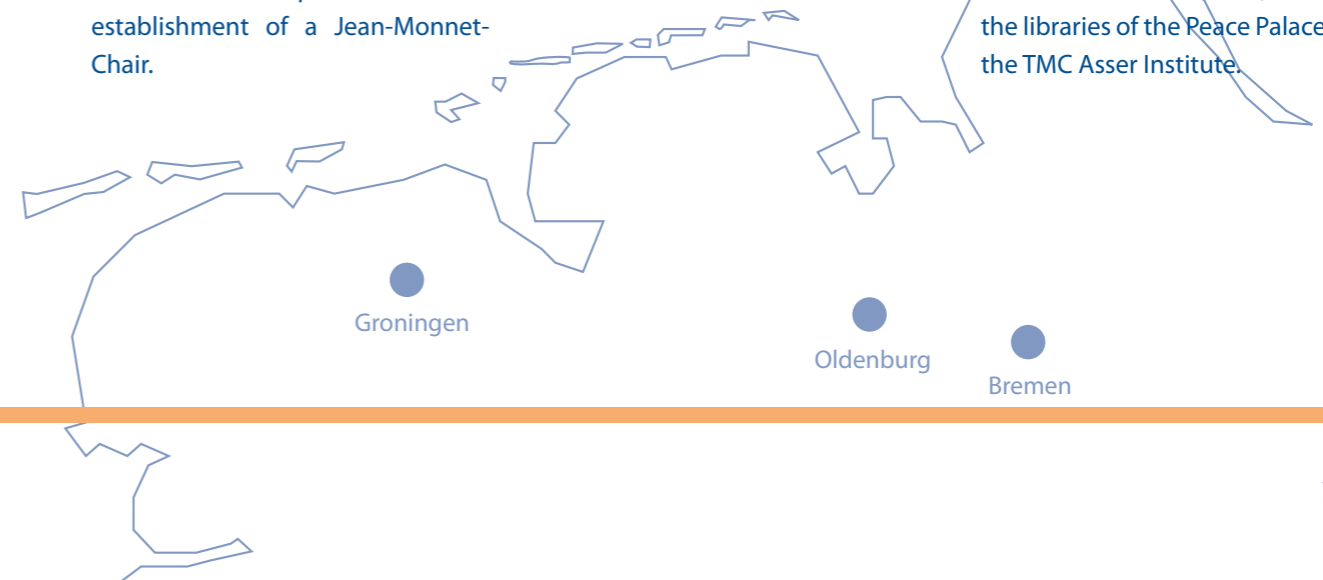 establishment of a Jean-Monnet-
Chair.
the libraries of the Peace Palace
the TMC Asser Institute.
Groningen
Oldenburg
Bremen